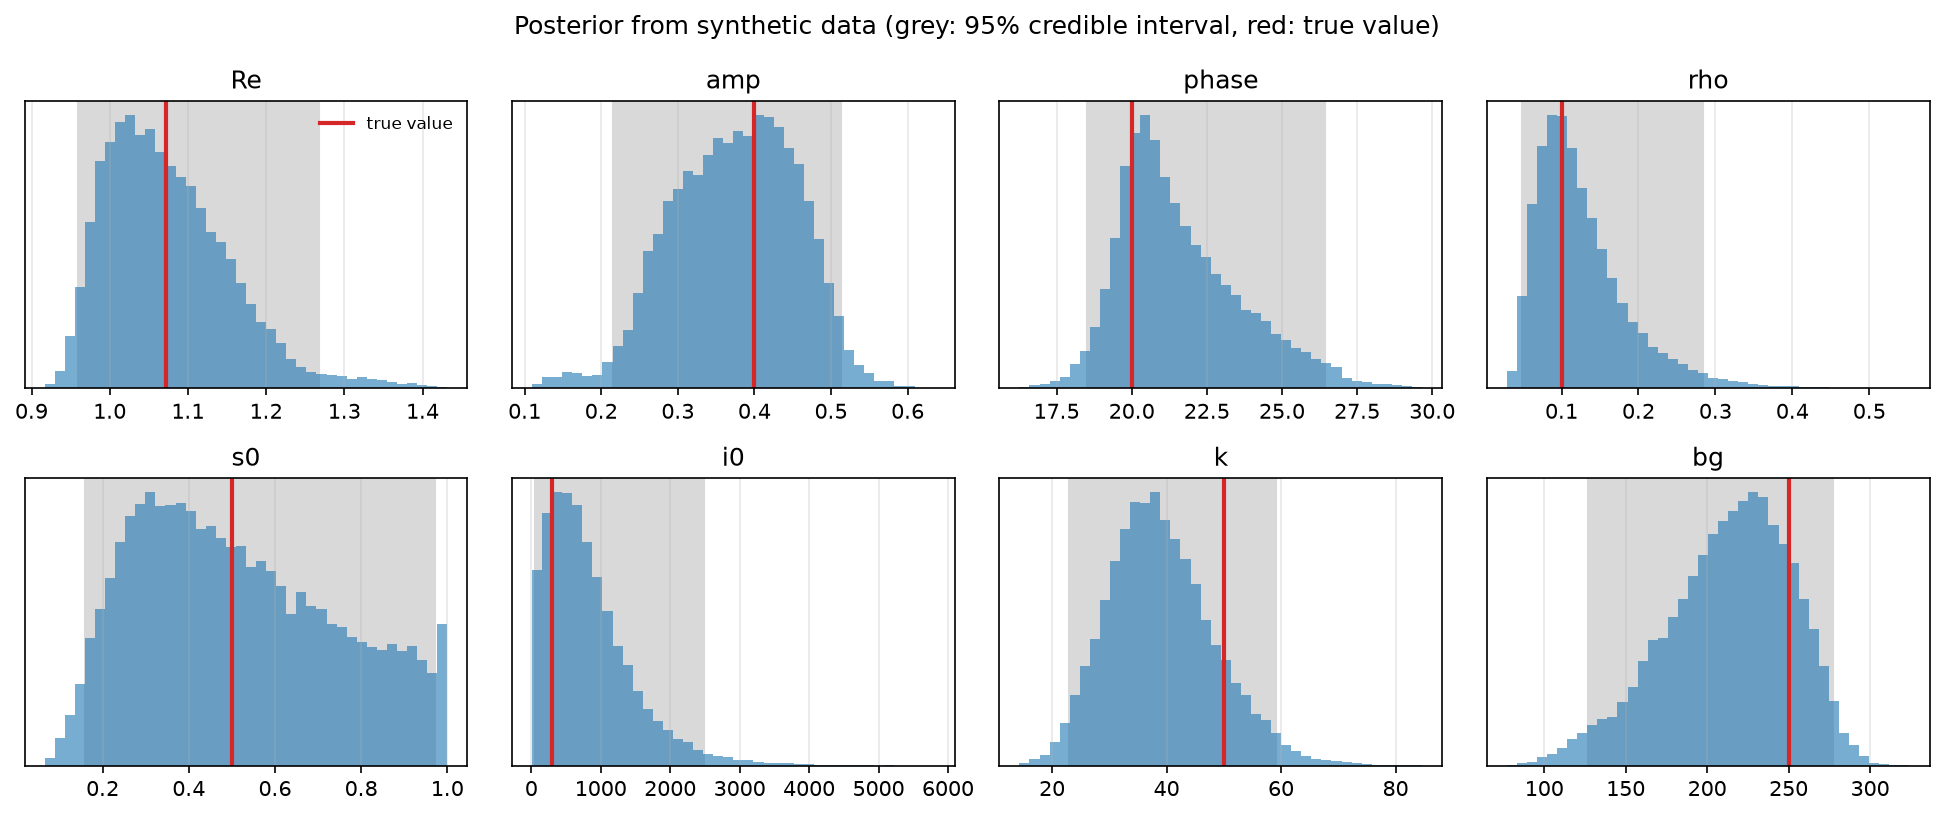 Posterior from synthetic data (grey: 95% credible interval, red: true value)
Re
amp
phase
rho
true value
0.9 1.0 1.1 1.2 1.3 1.4
0.1 0.2 0.3 0.4 0.5 0.6
17.5 20.0 22.5 25.0 27.5 30.0
0.1 0.2 0.3 0.4 0.5
s0
i0
k
bg
0.2 0.4 0.6 0.8 1.0
0 1000 2000 3000 4000 5000 6000
20 40 60 80
100 150 200 250 300